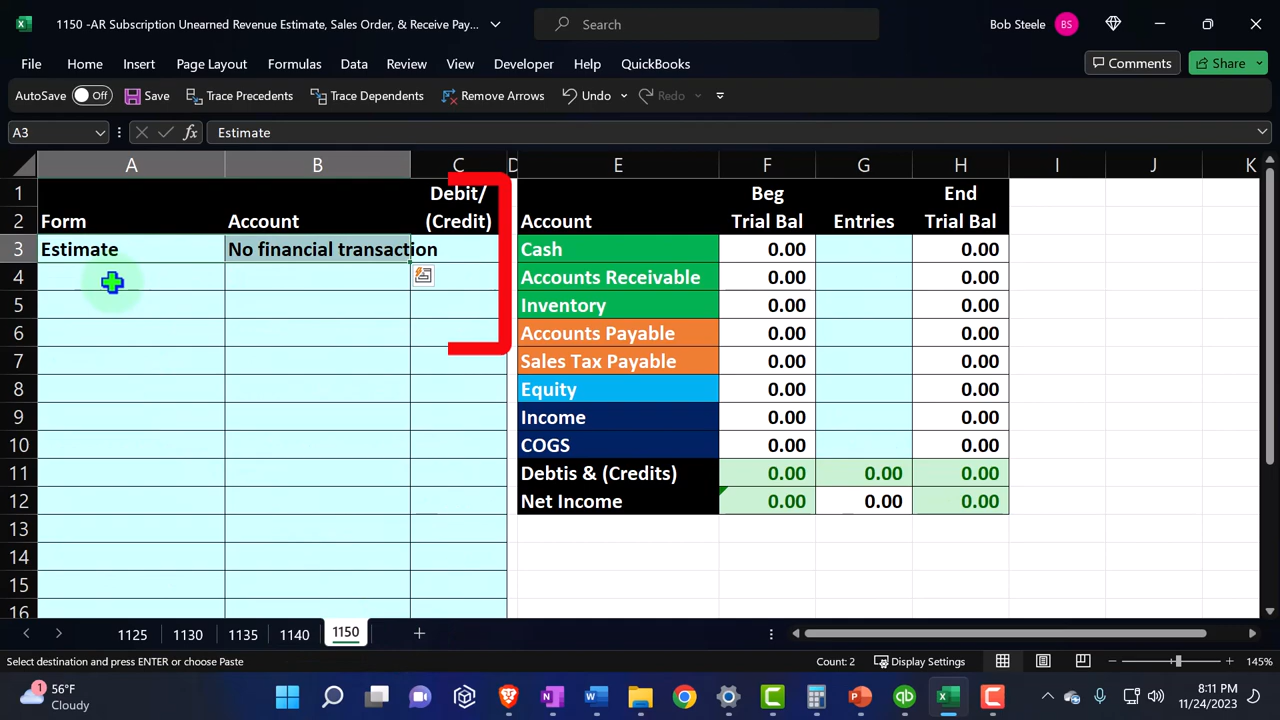 1150 -AR Subscription Unearned Revenue Estimate, Sales Order, & Receive Pay...
Search
Bob Steele
BS
File Home Insert Page Layout Formulas Data Review View Developer Help QuickBooks
Comments
Share
AutoSave Off Save Trace Precedents Trace Dependents Remove Arrows Undo Redo
A3
fx
Estimate
A B C D E F G H I J K
1 Debit/ Beg End
2 Form Account (Credit) Account Trial Bal Entries Trial Bal
3 Estimate No financial transaction Cash 0.00 0.00
4 Accounts Receivable 0.00 0.00
5 Inventory 0.00 0.00
6 Accounts Payable 0.00 0.00
7 Sales Tax Payable 0.00 0.00
8 Equity 0.00 0.00
9 Income 0.00 0.00
10 COGS 0.00 0.00
11 Debtis & (Credits) 0.00 0.00 0.00
12 Net Income 0.00 0.00 0.00
13
14
15
16
1125 1130 1135 1140 1150
Select destination and press ENTER or choose Paste
Count: 2
Display Settings
145%
1
56°F
Cloudy
8:11 PM
11/24/2023